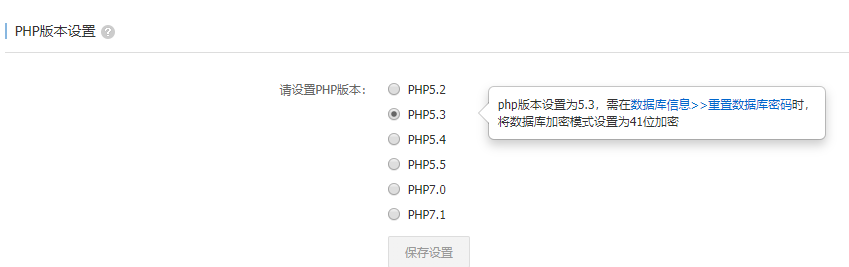 PHP版本设置 ?
请设置PHP版本：
PHP5.2
PHP5.3
PHP5.4
PHP5.5
PHP7.0
PHP7.1
php版本设置为5.3，需在数据库信息>>重置数据库密码时，
将数据库加密模式设置为41位加密
保存设置